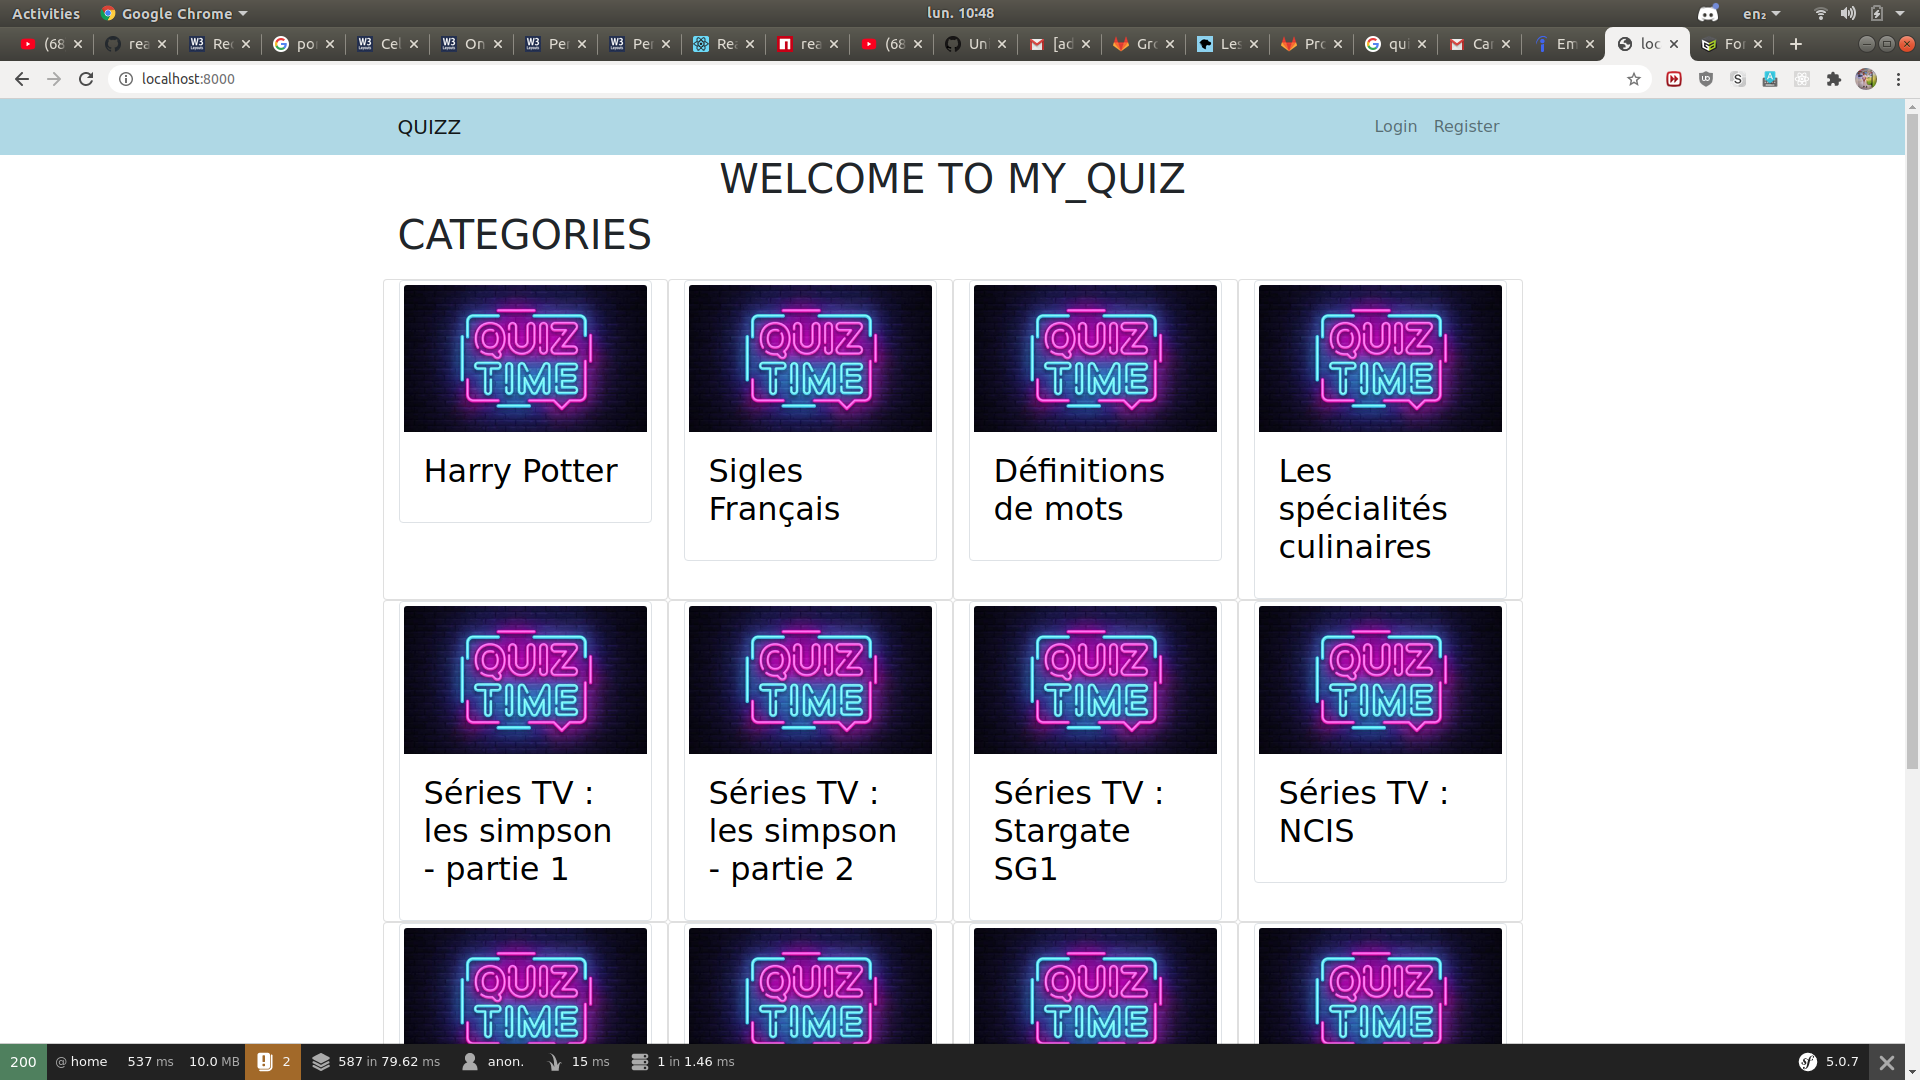 Activities Google Chrome lun. 10:48 en₂
(68 rea Rec po Cel On Per Per Rea rea (68 Uni [ad Gro Les Pro qui Car Em loc For
localhost:8000
QUIZZ Login Register
WELCOME TO MY_QUIZ
CATEGORIES
QUIZ TIME QUIZ TIME QUIZ TIME QUIZ TIME
Harry Potter
Sigles
Français
Définitions
de mots
Les
spécialités
culinaires
QUIZ TIME QUIZ TIME QUIZ TIME QUIZ TIME
Séries TV :
les simpson
- partie 1
Séries TV :
les simpson
- partie 2
Séries TV :
Stargate
SG1
Séries TV :
NCIS
QUIZ TIME QUIZ TIME QUIZ TIME QUIZ TIME
200 @ home 537 ms 10.0 MB 2 587 in 79.62 ms anon. 15 ms 1 in 1.46 ms sf 5.0.7